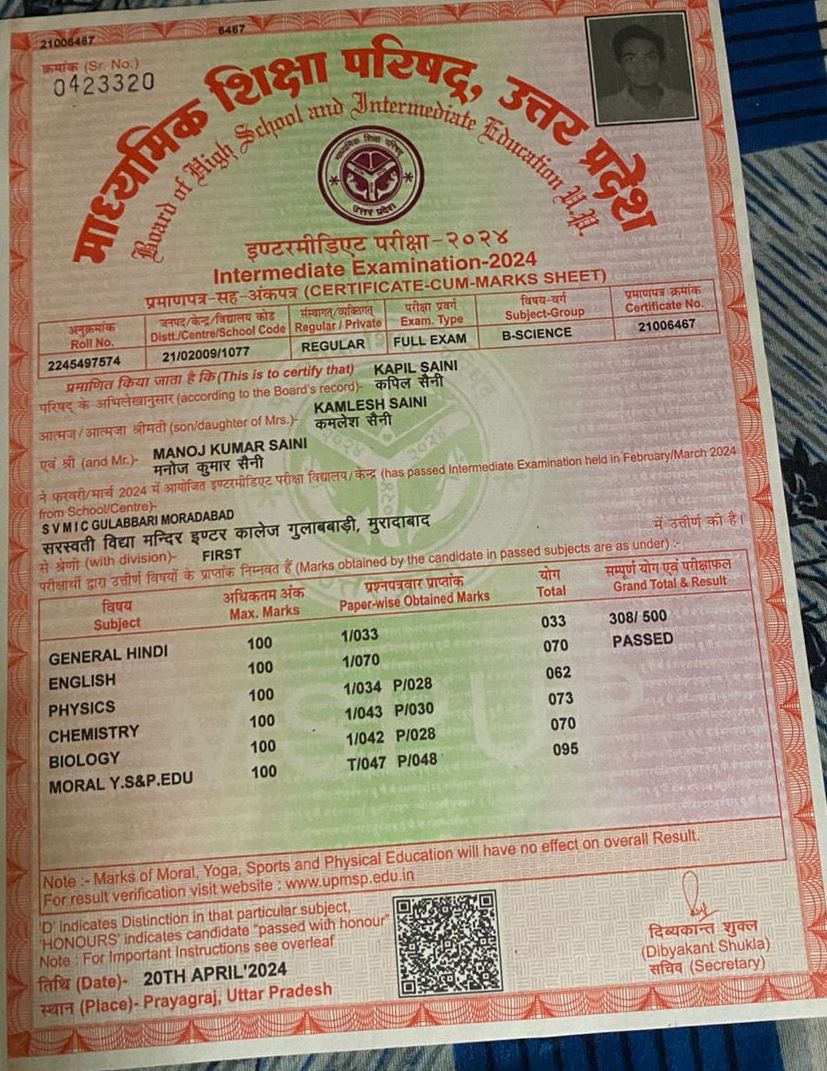 21006467
6467
क्रमांक (Sr. No.)
0423320
माध्यमिक शिक्षा परिषद्, उत्तर प्रदेश
Board of High School and Intermediate Education U.P.
माध्यमिक शिक्षा परिषद्
उत्तर प्रदेश
इण्टरमीडिएट परीक्षा-२०२४
Intermediate Examination-2024
प्रमाणपत्र-सह-अंकपत्र (CERTIFICATE-CUM-MARKS SHEET)
अनुक्रमांक जनपद/केन्द्र/विद्यालय कोड संस्थागत/व्यक्तिगत परीक्षा प्रवर्ग विषय-वर्ग प्रमाणपत्र क्रमांक
Roll No. Distt./Centre/School Code Regular / Private Exam. Type Subject-Group Certificate No.
2245497574 21/02009/1077 REGULAR FULL EXAM B-SCIENCE 21006467
प्रमाणित किया जाता है कि (This is to certify that) KAPIL SAINI
परिषद् के अभिलेखानुसार (according to the Board's record)- कपिल सैनी
KAMLESH SAINI
आत्मज/आत्मजा श्रीमती (son/daughter of Mrs.)- कमलेश सैनी
MANOJ KUMAR SAINI
एवं श्री (and Mr.)- मनोज कुमार सैनी
ने फरवरी/मार्च 2024 में आयोजित इण्टरमीडिएट परीक्षा विद्यालय/केन्द्र (has passed Intermediate Examination held in February/March 2024
from School/Centre)-
S V M I C GULABBARI MORADABAD
सरस्वती विद्या मन्दिर इण्टर कालेज गुलाबबाड़ी, मुरादाबाद में उत्तीर्ण की है।
से श्रेणी (with division)- FIRST
परीक्षार्थी द्वारा उत्तीर्ण विषयों के प्राप्तांक निम्नवत हैं (Marks obtained by the candidate in passed subjects are as under) :-
विषय अधिकतम अंक प्रश्नपत्रवार प्राप्तांक योग सम्पूर्ण योग एवं परीक्षाफल
Subject Max. Marks Paper-wise Obtained Marks Total Grand Total & Result
GENERAL HINDI 100 1/033 033 308/ 500
ENGLISH 100 1/070 070 PASSED
PHYSICS 100 1/034 P/028 062
CHEMISTRY 100 1/043 P/030 073
BIOLOGY 100 1/042 P/028 070
MORAL Y.S&P.EDU 100 T/047 P/048 095
Note :- Marks of Moral, Yoga, Sports and Physical Education will have no effect on overall Result.
For result verification visit website : www.upmsp.edu.in
'D' indicates Distinction in that particular subject,
'HONOURS' indicates candidate "passed with honour"
Note : For Important Instructions see overleaf
तिथि (Date)- 20TH APRIL'2024
स्थान (Place)- Prayagraj, Uttar Pradesh
दिव्यकान्त शुक्ल
(Dibyakant Shukla)
सचिव (Secretary)